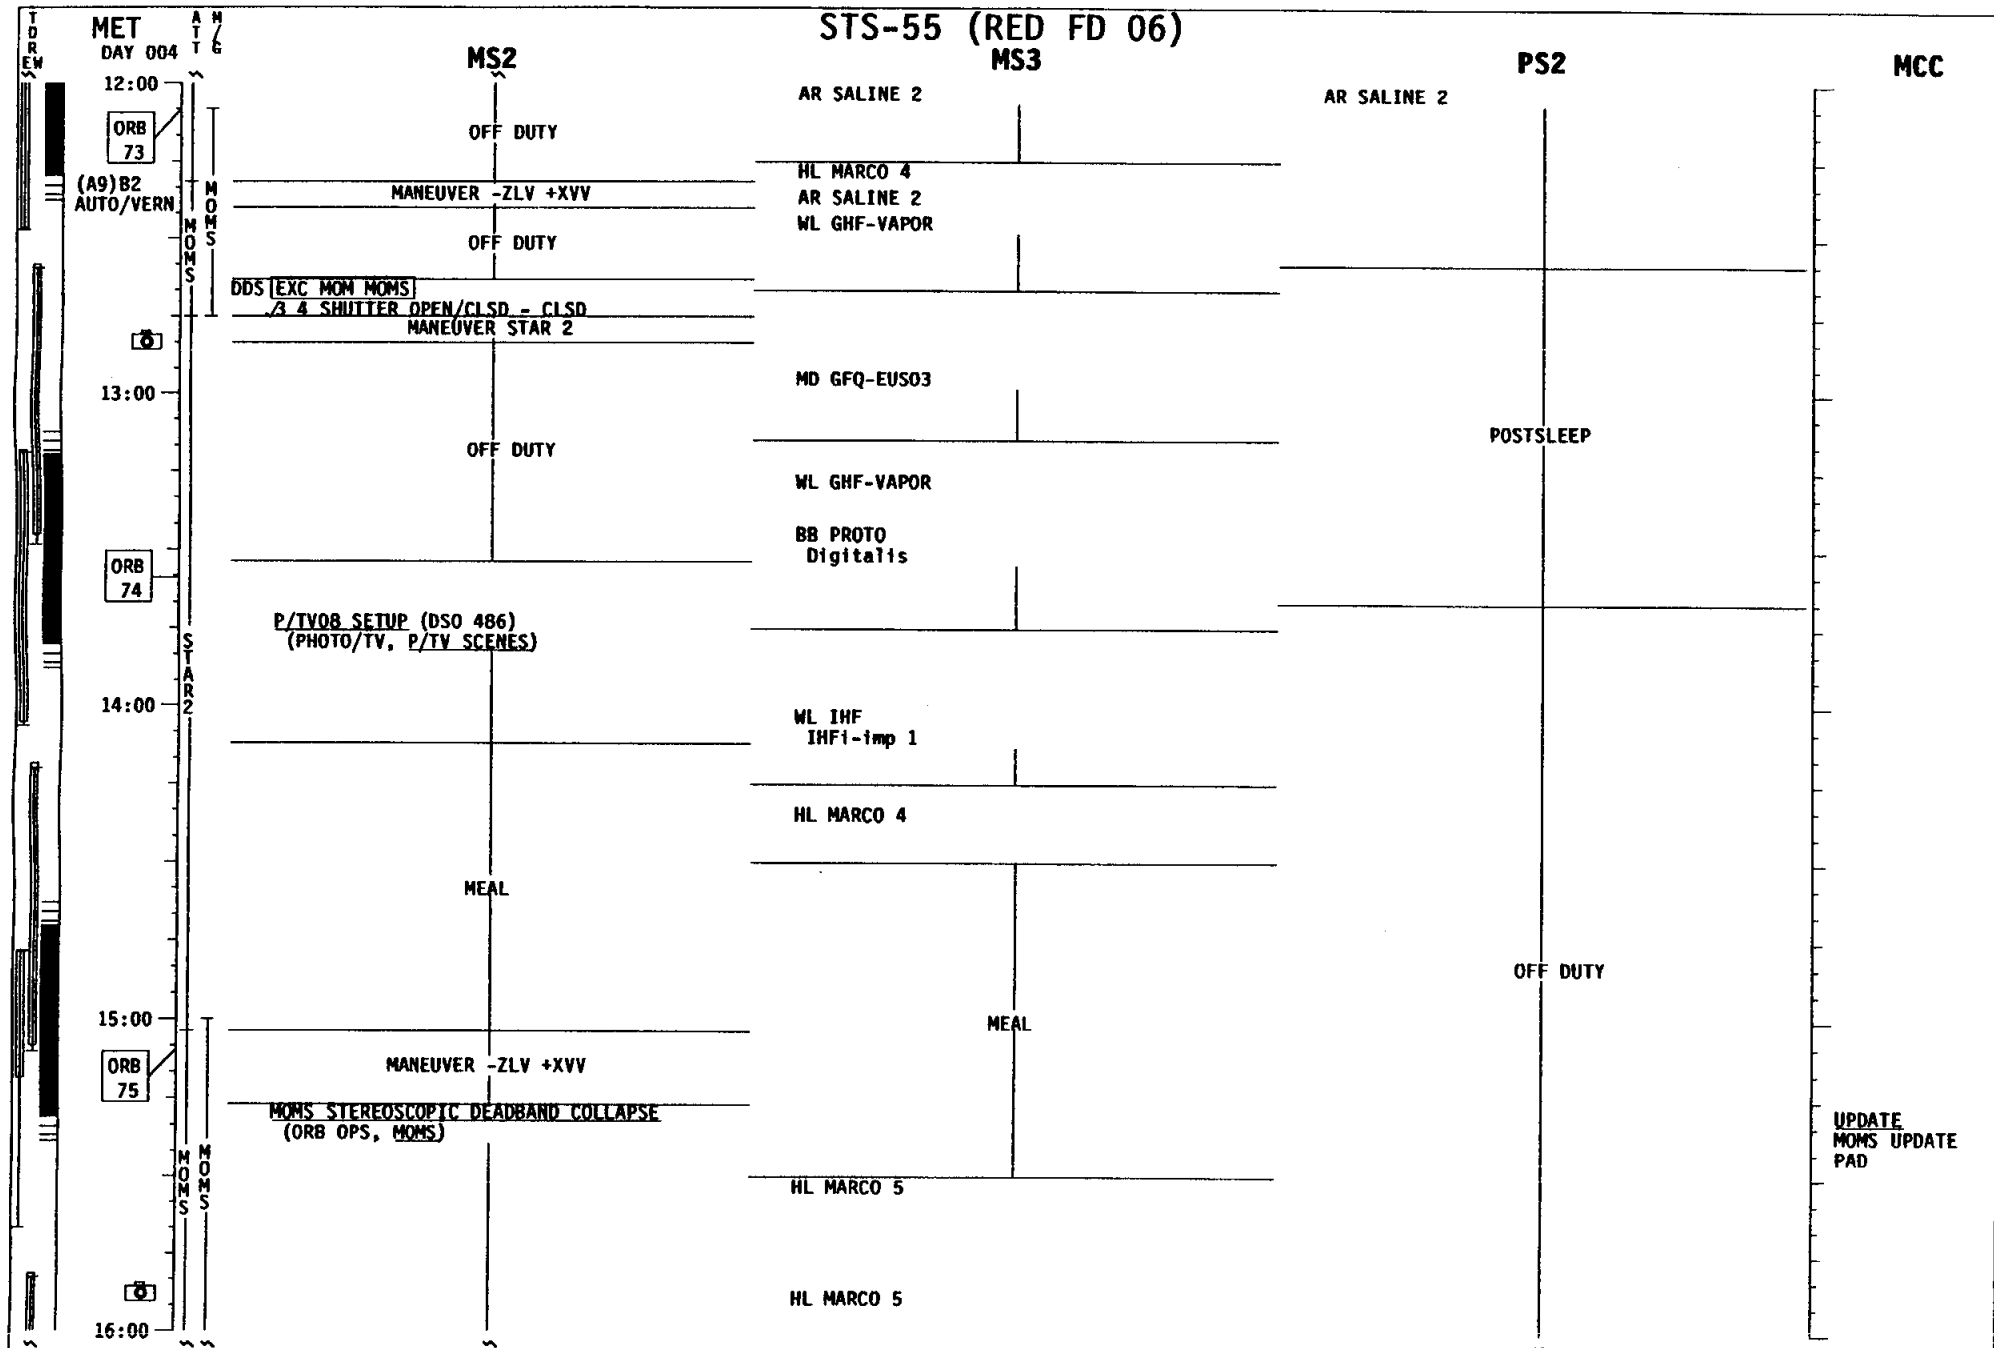 STS-55 (RED FD 06)
TDRE W
MET
DAY 004
ATT
M/G
MS2
MS3
PS2
MCC
12:00
ORB
73
(A9)B2
AUTO/VERN
MOMS
MOMS
13:00
ORB
74
STAR2
14:00
15:00
ORB
75
MOMS
MOMS
16:00
OFF DUTY
MANEUVER -ZLV +XVV
OFF DUTY
DDS EXC MOM MOMS
./3 4 SHUTTER OPEN/CLSD - CLSD
MANEUVER STAR 2
OFF DUTY
P/TV08 SETUP (DSO 486)
(PHOTO/TV, P/TV SCENES)
MEAL
MANEUVER -ZLV +XVV
MOMS STEREOSCOPIC DEADBAND COLLAPSE
(ORB OPS, MOMS)
AR SALINE 2
HL MARCO 4
AR SALINE 2
WL GHF-VAPOR
MD GFQ-EUSO3
WL GHF-VAPOR
BB PROTO
Digitalis
WL IHF
IHFi-imp 1
HL MARCO 4
MEAL
HL MARCO 5
HL MARCO 5
AR SALINE 2
POSTSLEEP
OFF DUTY
UPDATE
MOMS UPDATE
PAD